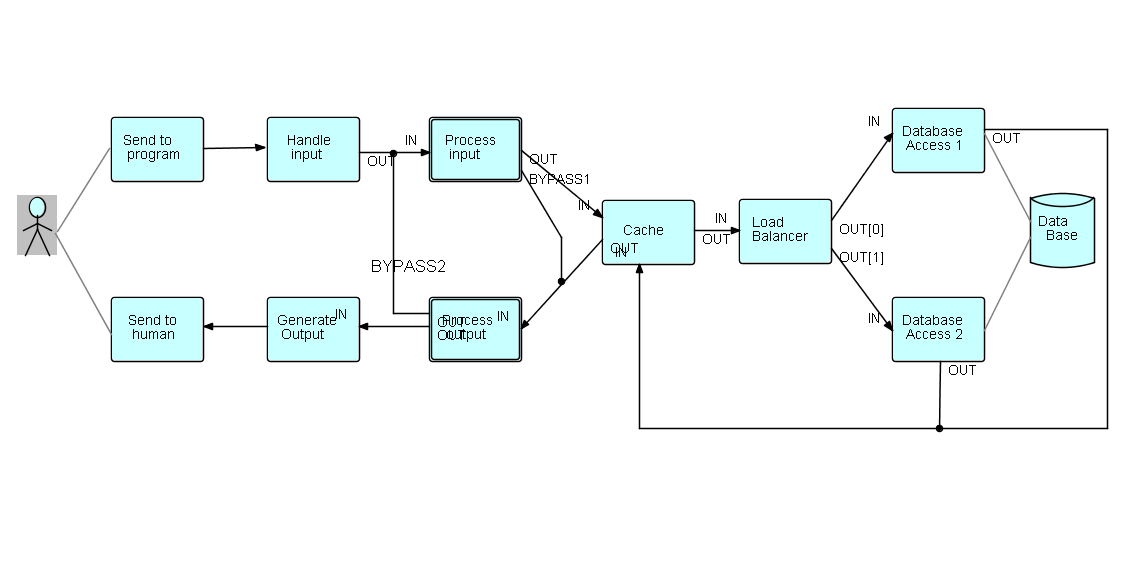 Send to
program
Handle
input
OUT
IN
Process
input
OUT
BYPASS1
IN
Cache
OUT
IN
IN
OUT
Load
Balancer
OUT[0]
OUT[1]
IN
Database
Access 1
OUT
Data
Base
IN
Database
Access 2
OUT
BYPASS2
Send to
human
Generate
Output
IN
Process
output
OUT
OUT
IN